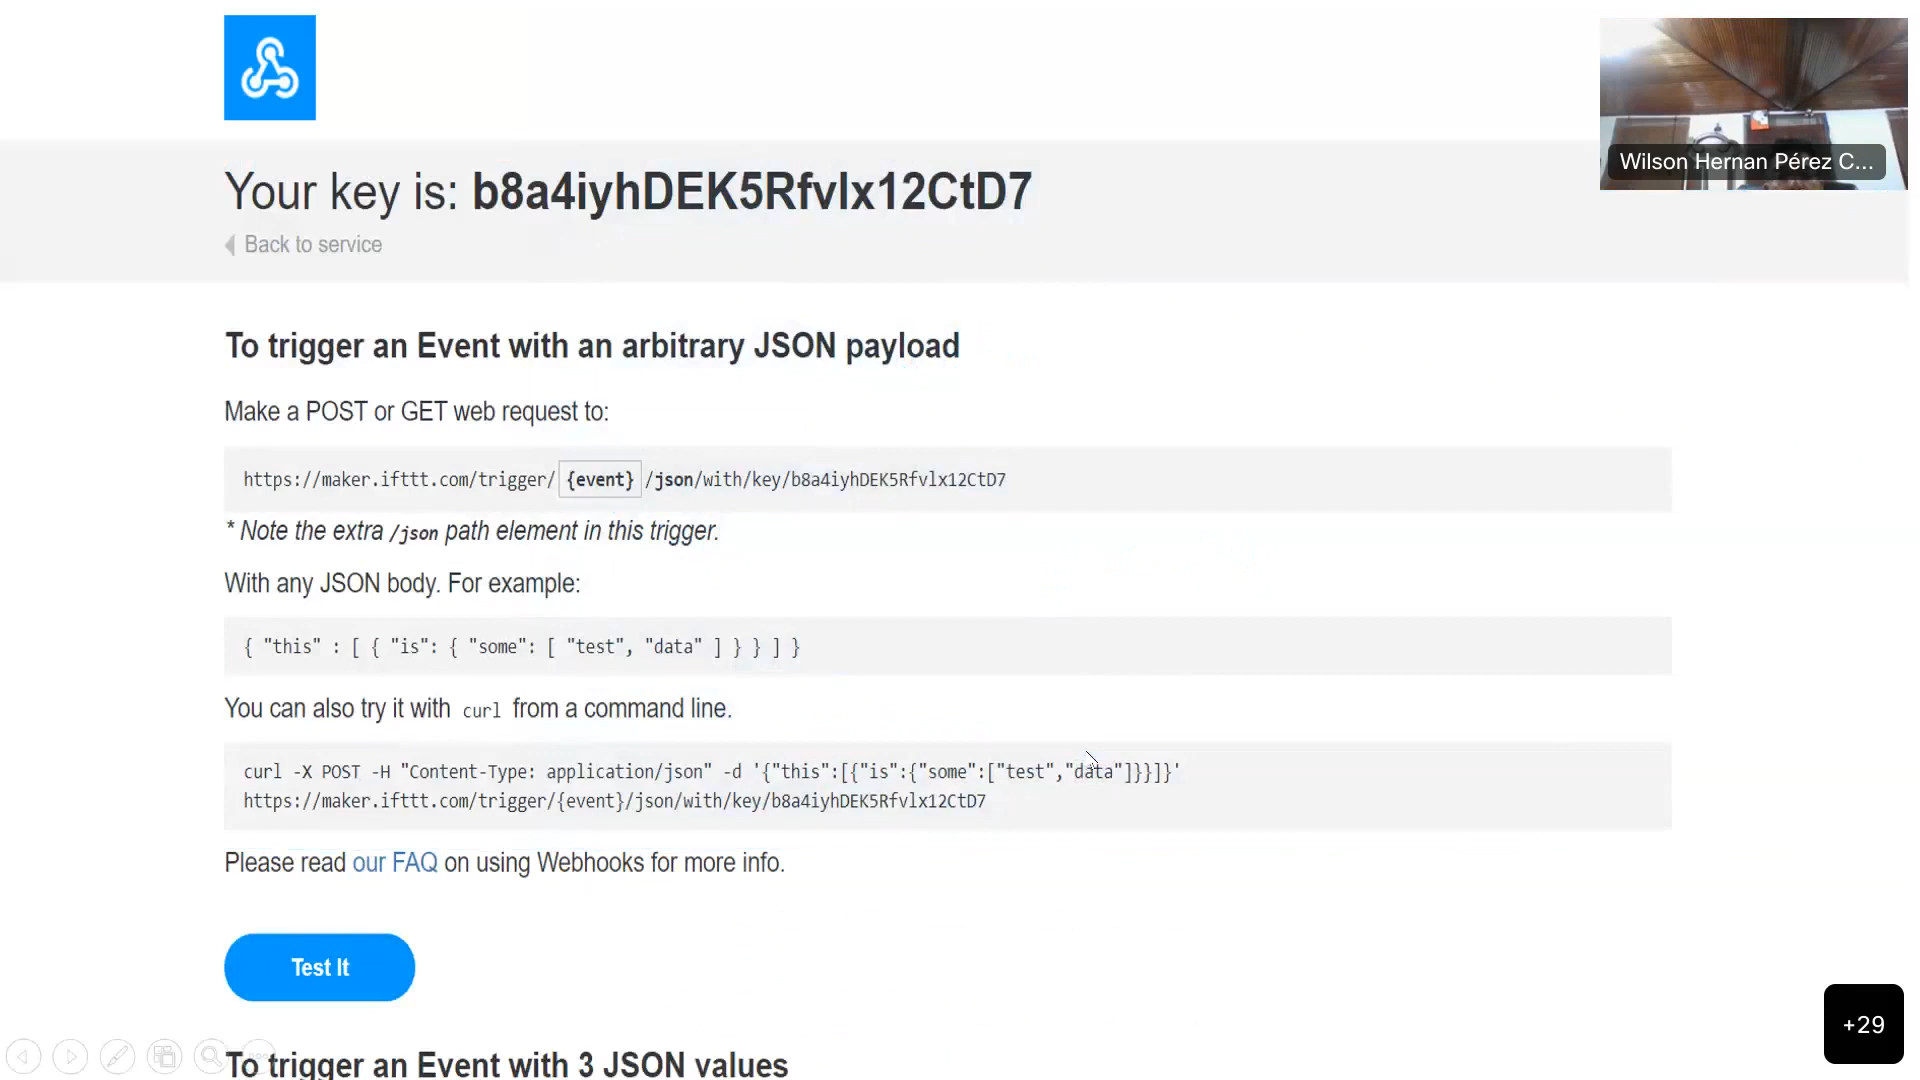 Wilson Hernan Pérez C...
Your key is: b8a4iyhDEK5Rfvlx12CtD7
Back to service
To trigger an Event with an arbitrary JSON payload
Make a POST or GET web request to:
https://maker.ifttt.com/trigger/ {event} /json/with/key/b8a4iyhDEK5Rfvlx12CtD7
* Note the extra /json path element in this trigger.
With any JSON body. For example:
{ "this" : [ { "is": { "some": [ "test", "data" ] } } ] }
You can also try it with curl from a command line.
curl -X POST -H "Content-Type: application/json" -d '{"this":[{"is":{"some":["test","data"]}}]}'
https://maker.ifttt.com/trigger/{event}/json/with/key/b8a4iyhDEK5Rfvlx12CtD7
Please read our FAQ on using Webhooks for more info.
Test It
+29
To trigger an Event with 3 JSON values